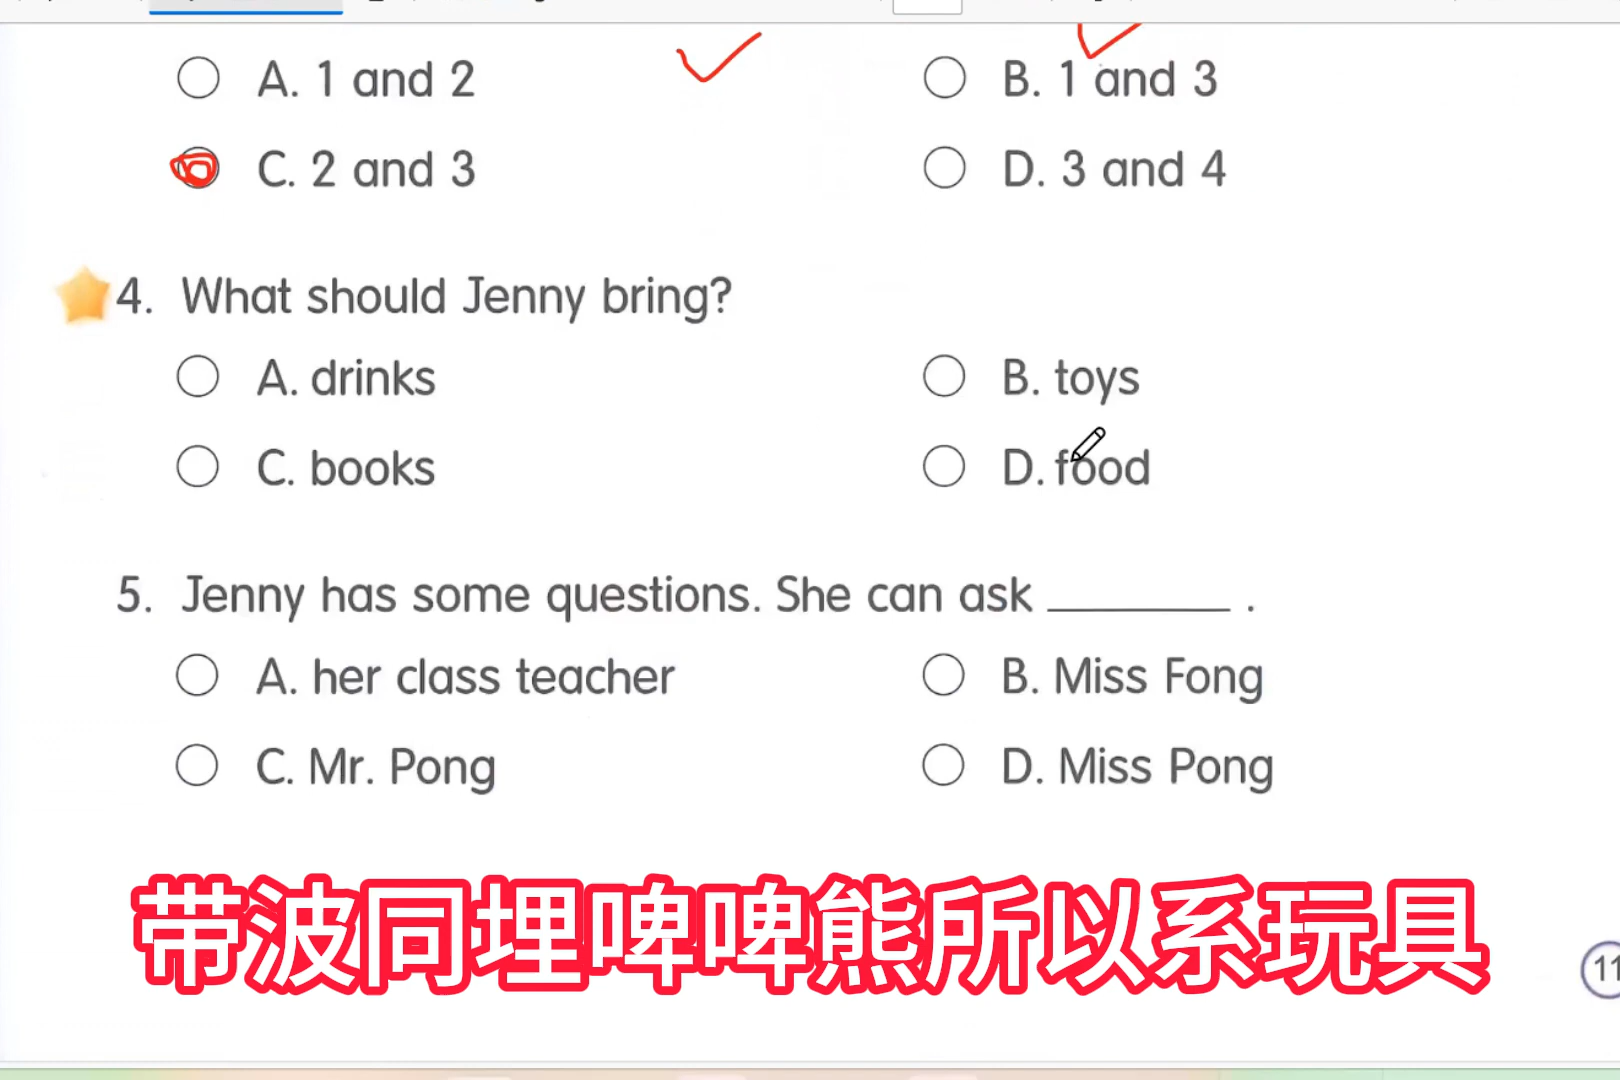 A. 1 and 2
B. 1 and 3
C. 2 and 3
D. 3 and 4
4. What should Jenny bring?
A. drinks
B. toys
C. books
D. food
5. Jenny has some questions. She can ask ________ .
A. her class teacher
B. Miss Fong
C. Mr. Pong
D. Miss Pong
带波同埋啤啤熊所以系玩具
11